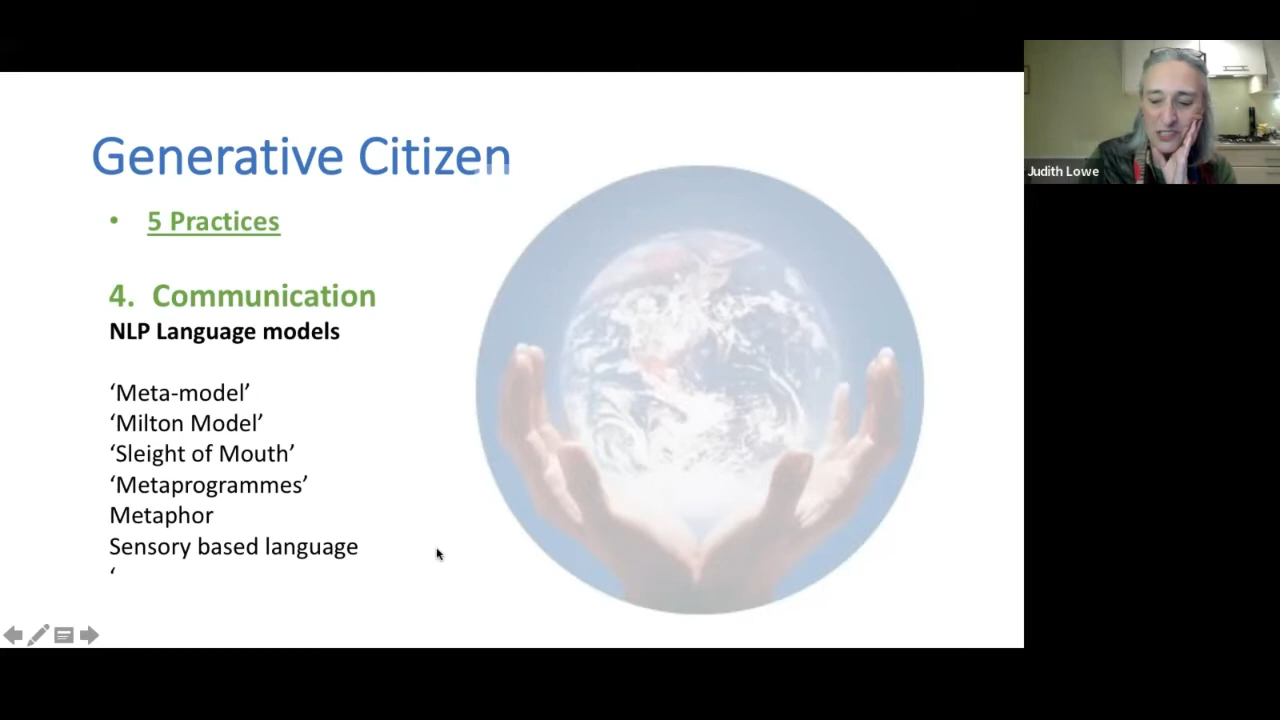 Generative Citizen
• 5 Practices
4. Communication
NLP Language models
‘Meta-model’
‘Milton Model’
‘Sleight of Mouth’
‘Metaprogrammes’
Metaphor
Sensory based language
‘
Judith Lowe